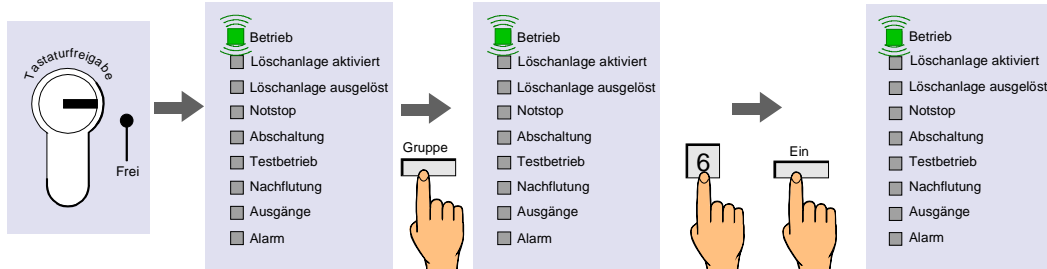 Tastaturfreigabe
Frei
Betrieb
Löschanlage aktiviert
Löschanlage ausgelöst
Notstop
Abschaltung
Testbetrieb
Nachflutung
Ausgänge
Alarm
Gruppe
Betrieb
Löschanlage aktiviert
Löschanlage ausgelöst
Notstop
Abschaltung
Testbetrieb
Nachflutung
Ausgänge
Alarm
6
Ein
Betrieb
Löschanlage aktiviert
Löschanlage ausgelöst
Notstop
Abschaltung
Testbetrieb
Nachflutung
Ausgänge
Alarm